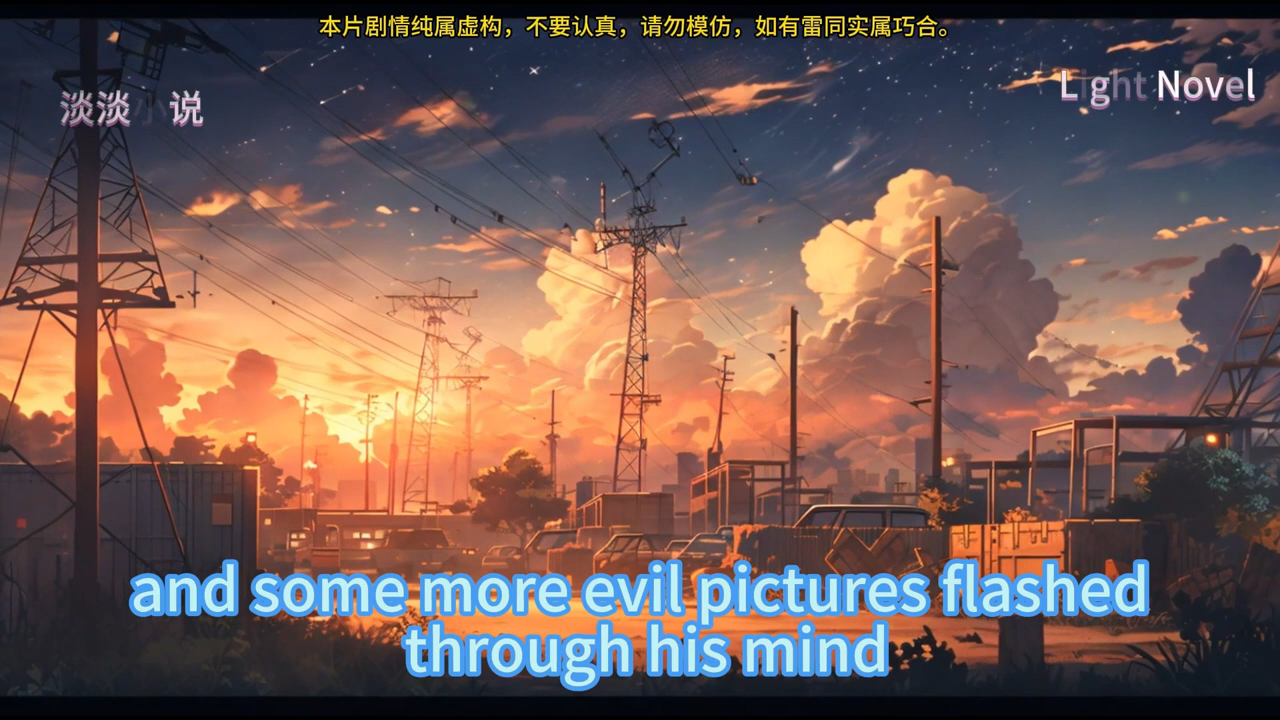 本片剧情纯属虚构，不要认真，请勿模仿，如有雷同实属巧合。
淡淡小说
Light Novel
and some more evil pictures flashed
through his mind